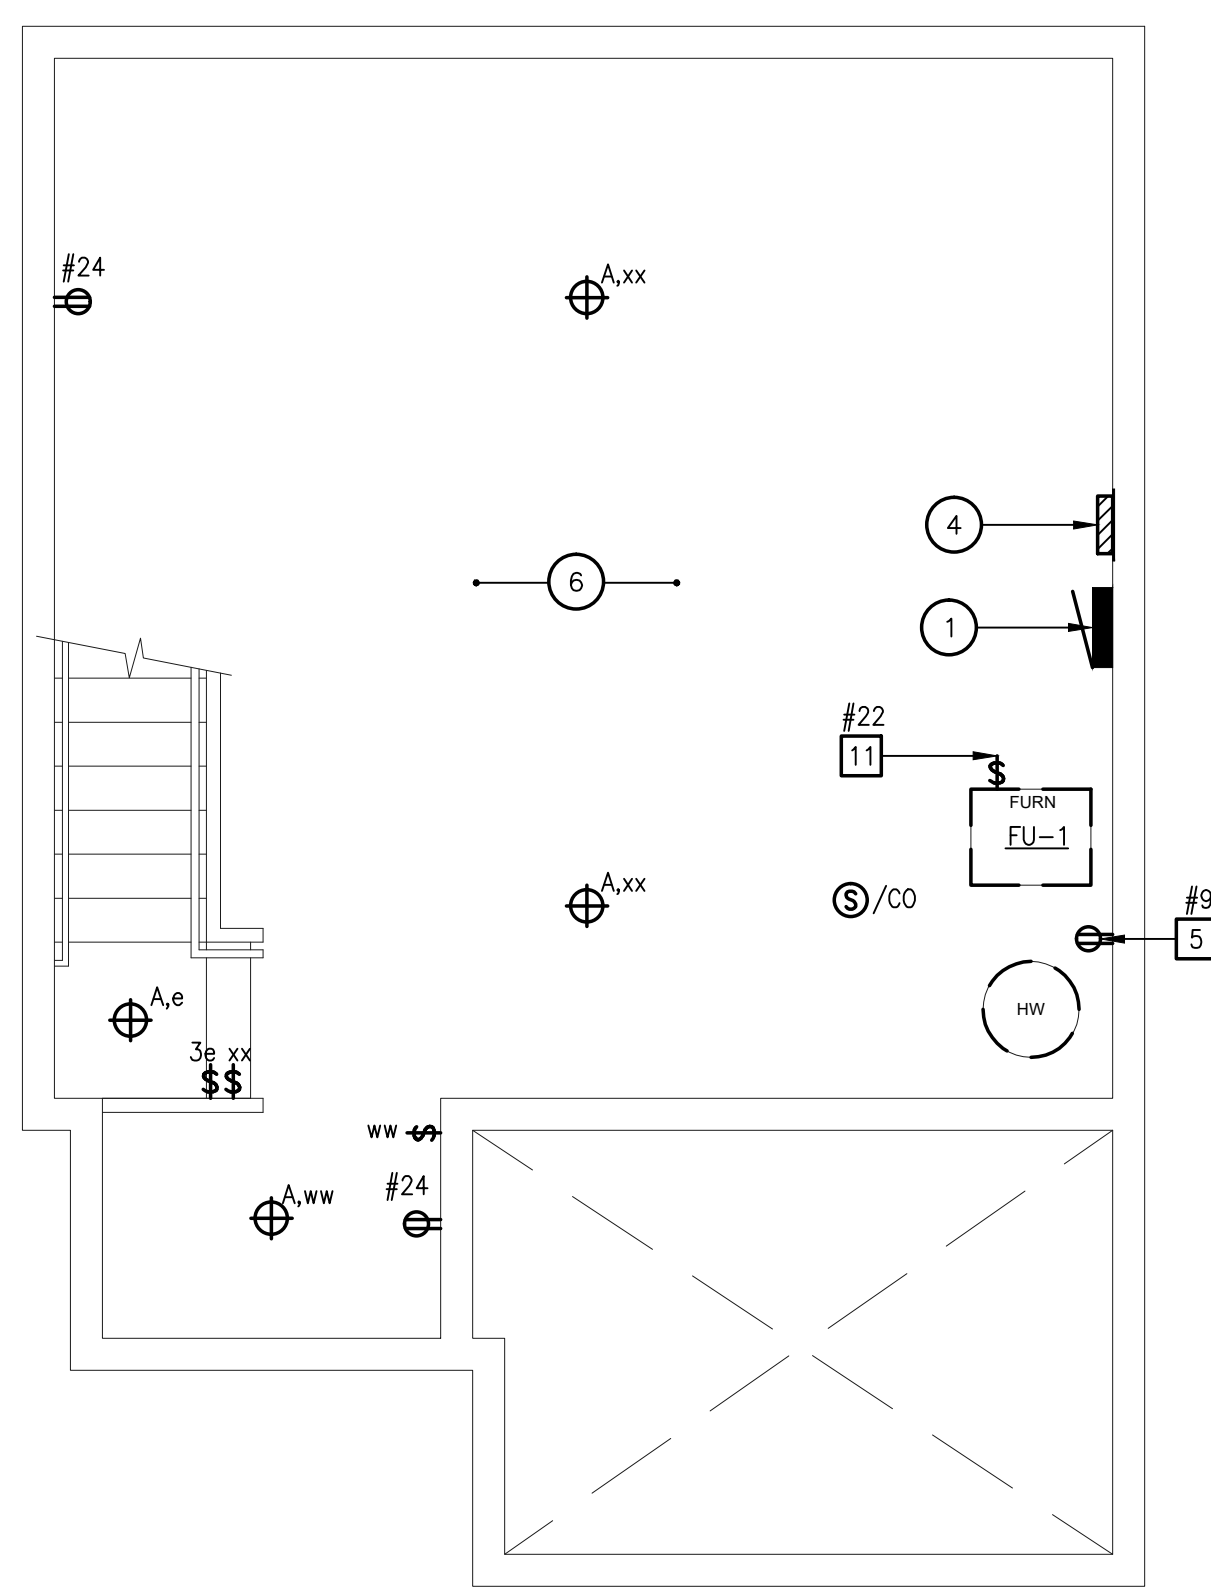 #24
A,xx
4
6
1
#22
11
$
FURN
FU-1
A,xx
S/CO
#9
5
HW
A,e
3e xx
$$
ww $
A,ww
#24